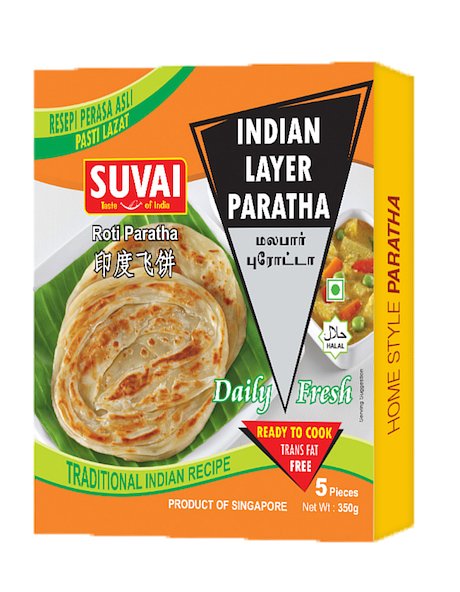 RESEPI PERASA ASLI
PASTI LAZAT
SUVAI
Taste of India
Roti Paratha
印度飞饼
INDIAN
LAYER
PARATHA
மலபார்
புரோட்டா
حلال
HALAL
Daily Fresh
Serving Suggestion
READY TO COOK
TRANS FAT
FREE
TRADITIONAL INDIAN RECIPE
PRODUCT OF SINGAPORE
5 Pieces
Net Wt : 350g
HOME STYLE PARATHA